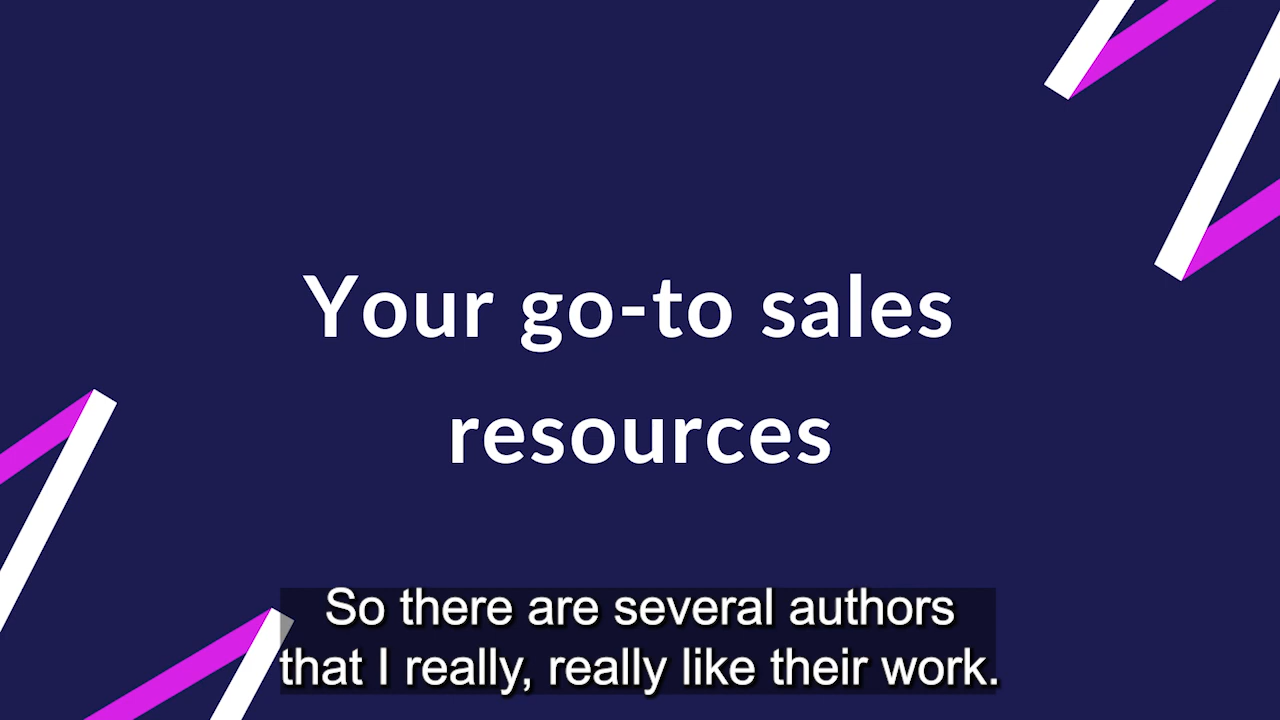 Your go-to sales
resources
So there are several authors
that I really, really like their work.